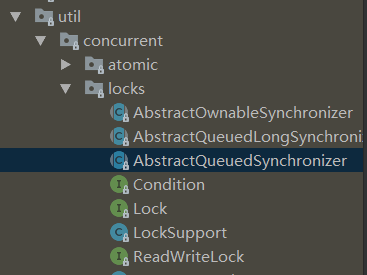 util
concurrent
atomic
locks
AbstractOwnableSynchronizer
AbstractQueuedLongSynchroni
AbstractQueuedSynchronizer
Condition
Lock
LockSupport
ReadWriteLock